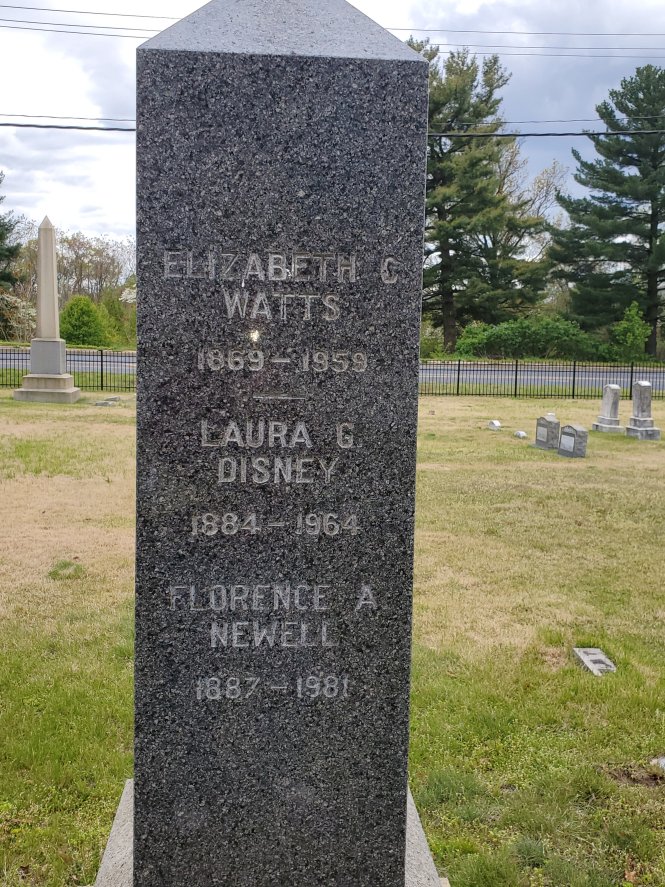 ELIZABETH C
WATTS
1869 – 1959
LAURA G
DISNEY
1884 – 1964
FLORENCE A
NEWELL
1887 – 1981